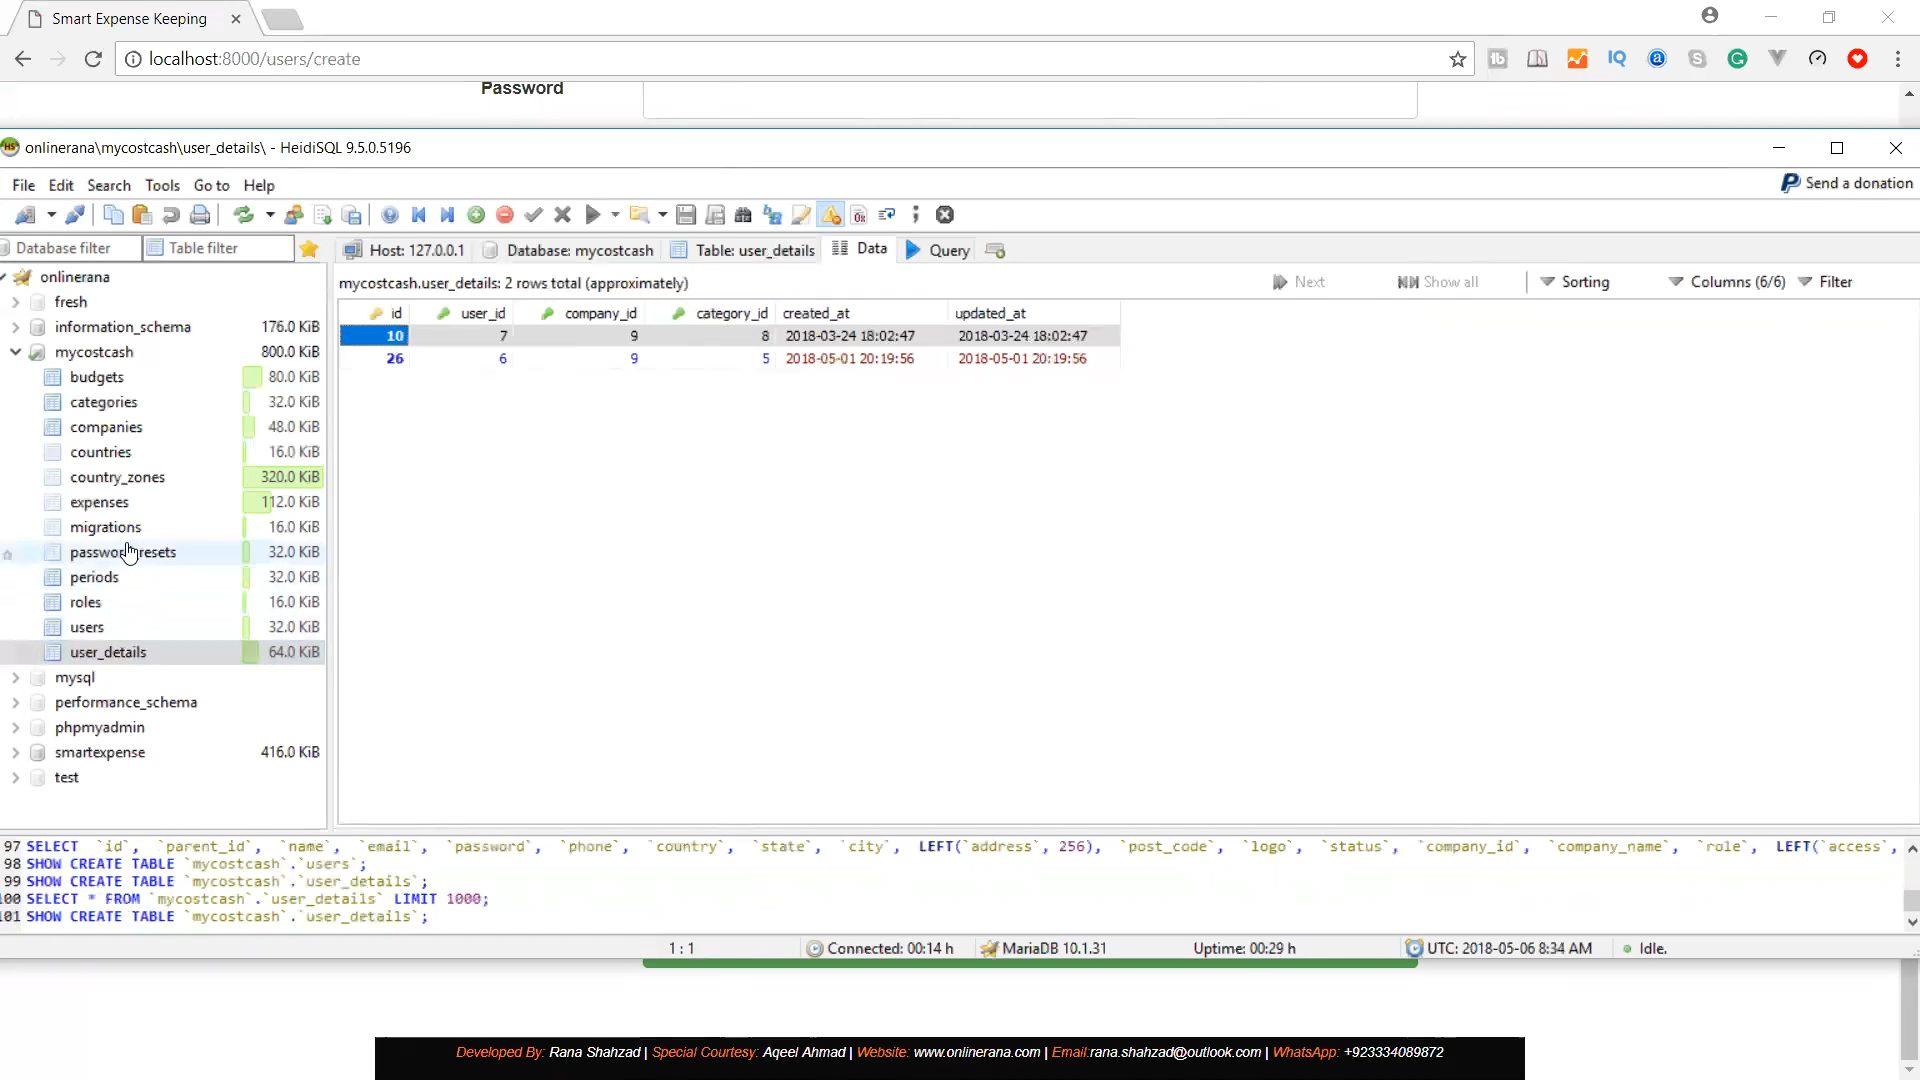 Smart Expense Keeping
localhost:8000/users/create
Password
onlinerana\mycostcash\user_details\ - HeidiSQL 9.5.0.5196
File Edit Search Tools Go to Help
Send a donation
Database filter Table filter Host: 127.0.0.1 Database: mycostcash Table: user_details Data Query
mycostcash.user_details: 2 rows total (approximately) Next Show all Sorting Columns (6/6) Filter
id user_id company_id category_id created_at updated_at
10 7 9 8 2018-03-24 18:02:47 2018-03-24 18:02:47
26 6 9 5 2018-05-01 20:19:56 2018-05-01 20:19:56
onlinerana
fresh
information_schema 176.0 KiB
mycostcash 800.0 KiB
budgets 80.0 KiB
categories 32.0 KiB
companies 48.0 KiB
countries 16.0 KiB
country_zones 320.0 KiB
expenses 112.0 KiB
migrations 16.0 KiB
password_resets 32.0 KiB
periods 32.0 KiB
roles 16.0 KiB
users 32.0 KiB
user_details 64.0 KiB
mysql
performance_schema
phpmyadmin
smartexpense 416.0 KiB
test
97 SELECT `id`, `parent_id`, `name`, `email`, `password`, `phone`, `country`, `state`, `city`, LEFT(`address`, 256), `post_code`, `logo`, `status`, `company_id`, `company_name`, `role`, LEFT(`access`,
98 SHOW CREATE TABLE `mycostcash`.`users`;
99 SHOW CREATE TABLE `mycostcash`.`user_details`;
100 SELECT * FROM `mycostcash`.`user_details` LIMIT 1000;
101 SHOW CREATE TABLE `mycostcash`.`user_details`;
1 : 1 Connected: 00:14 h MariaDB 10.1.31 Uptime: 00:29 h UTC: 2018-05-06 8:34 AM Idle.
Developed By: Rana Shahzad | Special Courtesy: Aqeel Ahmad | Website: www.onlinerana.com | Email:rana.shahzad@outlook.com | WhatsApp: +923334089872